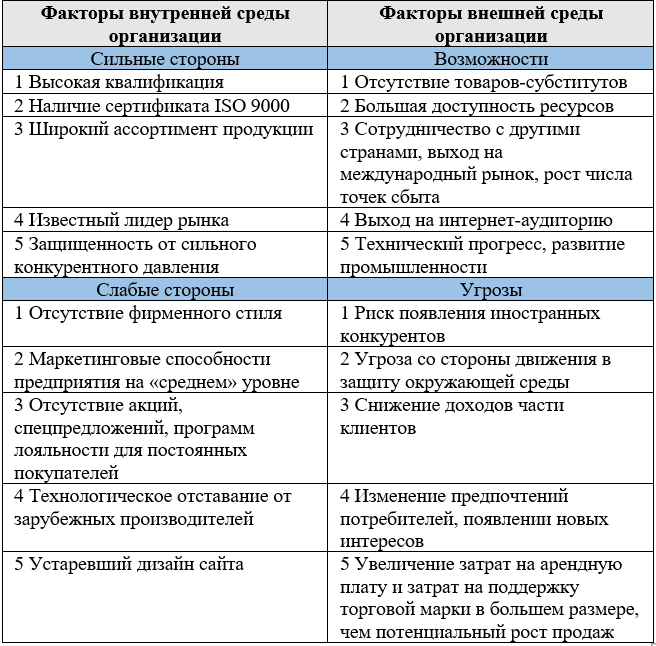 Факторы внутренней среды
организации
Факторы внешней среды
организации
Сильные стороны
Возможности
1 Высокая квалификация
1 Отсутствие товаров-субститутов
2 Наличие сертификата ISO 9000
2 Большая доступность ресурсов
3 Широкий ассортимент продукции
3 Сотрудничество с другими
странами, выход на
международный рынок, рост числа
точек сбыта
4 Известный лидер рынка
4 Выход на интернет-аудиторию
5 Защищенность от сильного
конкурентного давления
5 Технический прогресс, развитие
промышленности
Слабые стороны
Угрозы
1 Отсутствие фирменного стиля
1 Риск появления иностранных
конкурентов
2 Маркетинговые способности
предприятия на «среднем» уровне
2 Угроза со стороны движения в
защиту окружающей среды
3 Отсутствие акций,
спецпредложений, программ
лояльности для постоянных
покупателей
3 Снижение доходов части
клиентов
4 Технологическое отставание от
зарубежных производителей
4 Изменение предпочтений
потребителей, появлении новых
интересов
5 Устаревший дизайн сайта
5 Увеличение затрат на арендную
плату и затрат на поддержку
торговой марки в большем размере,
чем потенциальный рост продаж